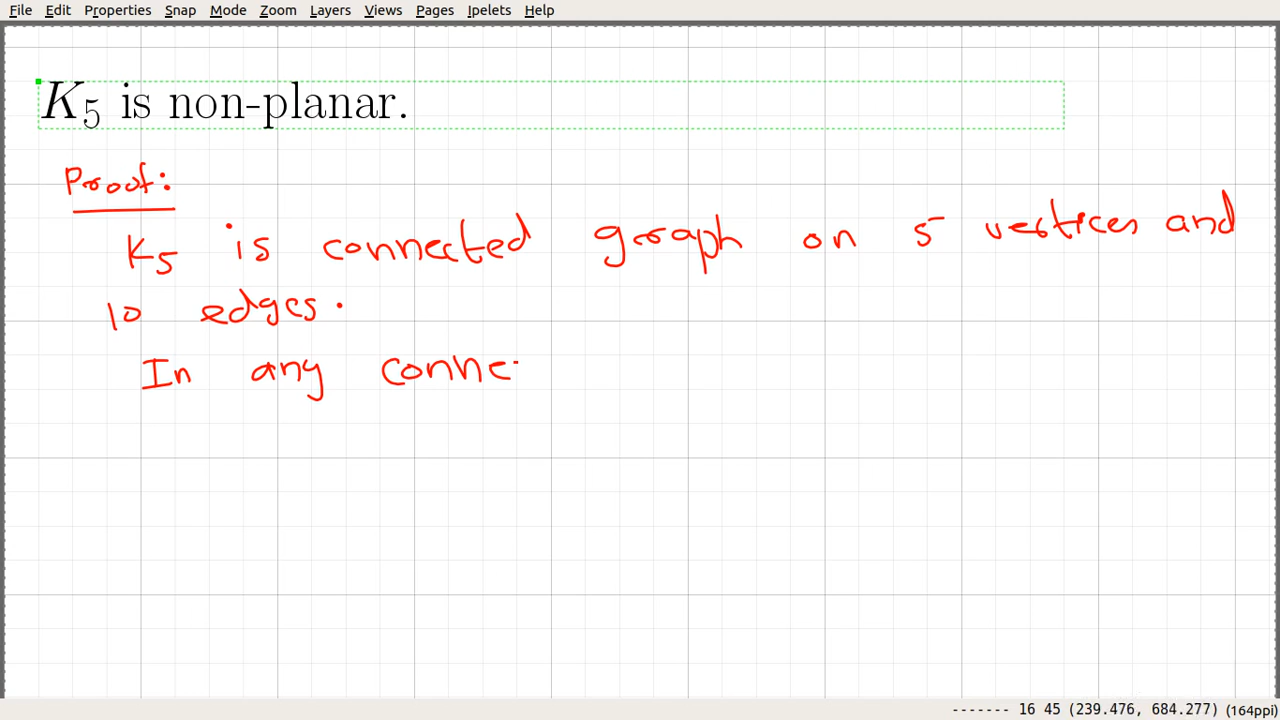 File Edit Properties Snap Mode Zoom Layers Views Pages Ipelets Help
K₅ is non-planar.
Proof:
K₅ is connected graph on 5 vertices and
10 edges.
In any conne
------- 16 45 (239.476, 684.277) (164ppi)